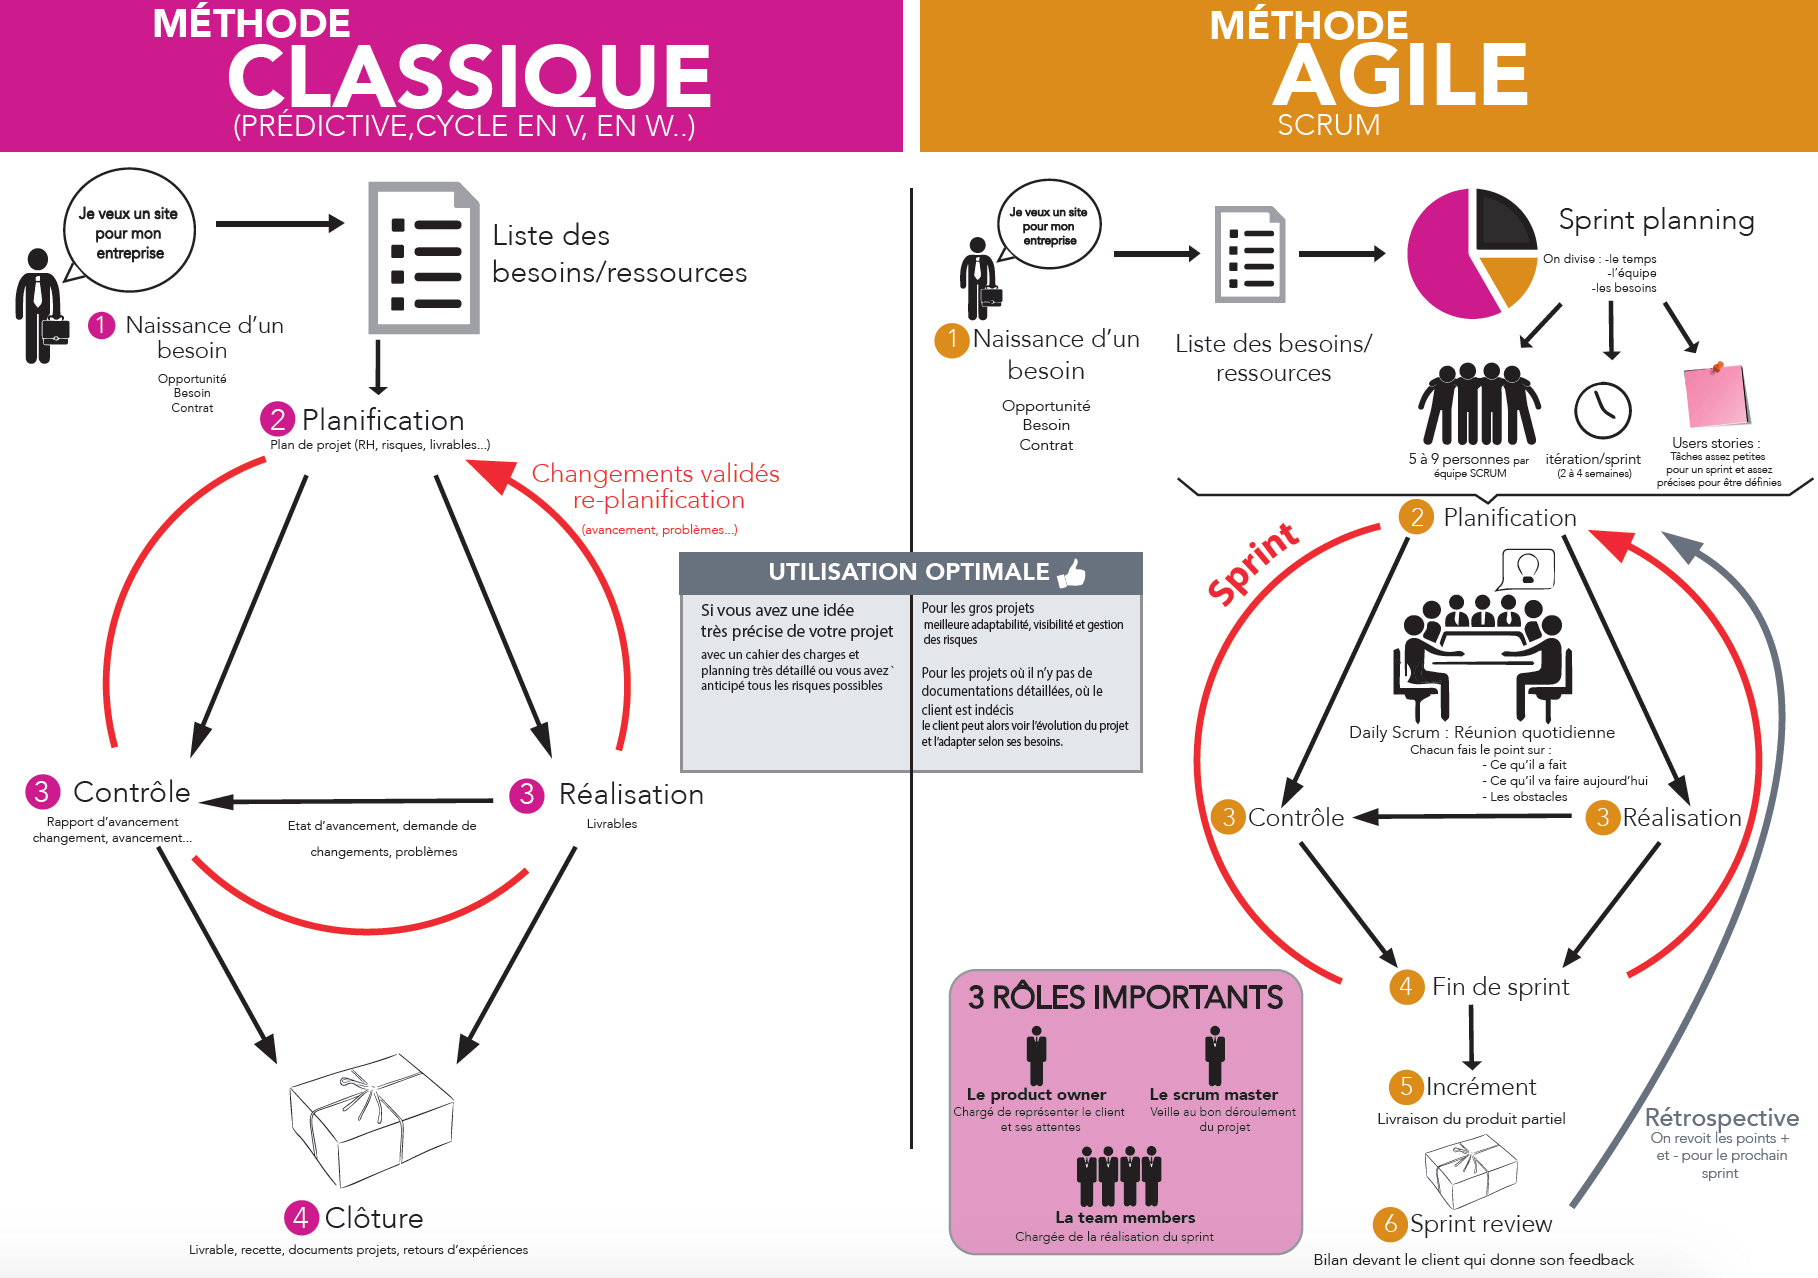 MÉTHODE
CLASSIQUE
(PRÉDICTIVE,CYCLE EN V, EN W..)
Je veux un site
pour mon
entreprise
1 Naissance d'un
besoin
Opportunité
Besoin
Contrat
Liste des
besoins/ressources
2 Planification
Plan de projet (RH, risques, livrables...)
Changements validés
re-planification
(avancement, problèmes...)
3 Contrôle
Rapport d'avancement
changement, avancement...
Etat d'avancement, demande de
changements, problèmes
3 Réalisation
Livrables
4 Clôture
Livrable, recette, documents projets, retours d'expériences
UTILISATION OPTIMALE
Si vous avez une idée
très précise de votre projet
avec un cahier des charges et
planning très détaillé ou vous avez `
anticipé tous les risques possibles
Pour les gros projets
meilleure adaptabilité, visibilité et gestion
des risques
Pour les projets où il n'y pas de
documentations détaillées, où le
client est indécis
le client peut alors voir l'évolution du projet
et l'adapter selon ses besoins.
MÉTHODE
AGILE
SCRUM
Je veux un site
pour mon
entreprise
1 Naissance d'un
besoin
Opportunité
Besoin
Contrat
Liste des besoins/
ressources
Sprint planning
On divise : -le temps
-l'équipe
-les besoins
5 à 9 personnes par
équipe SCRUM
itération/sprint
(2 à 4 semaines)
Users stories :
Tâches assez petites
pour un sprint et assez
précises pour être définies
2 Planification
Sprint
Daily Scrum : Réunion quotidienne
Chacun fais le point sur :
- Ce qu'il a fait
- Ce qu'il va faire aujourd'hui
- Les obstacles
3 Contrôle
3 Réalisation
4 Fin de sprint
5 Incrément
Livraison du produit partiel
6 Sprint review
Bilan devant le client qui donne son feedback
Rétrospective
On revoit les points +
et - pour le prochain
sprint
3 RÔLES IMPORTANTS
Le product owner
Chargé de représenter le client
et ses attentes
Le scrum master
Veille au bon déroulement
du projet
La team members
Chargée de la réalisation du sprint